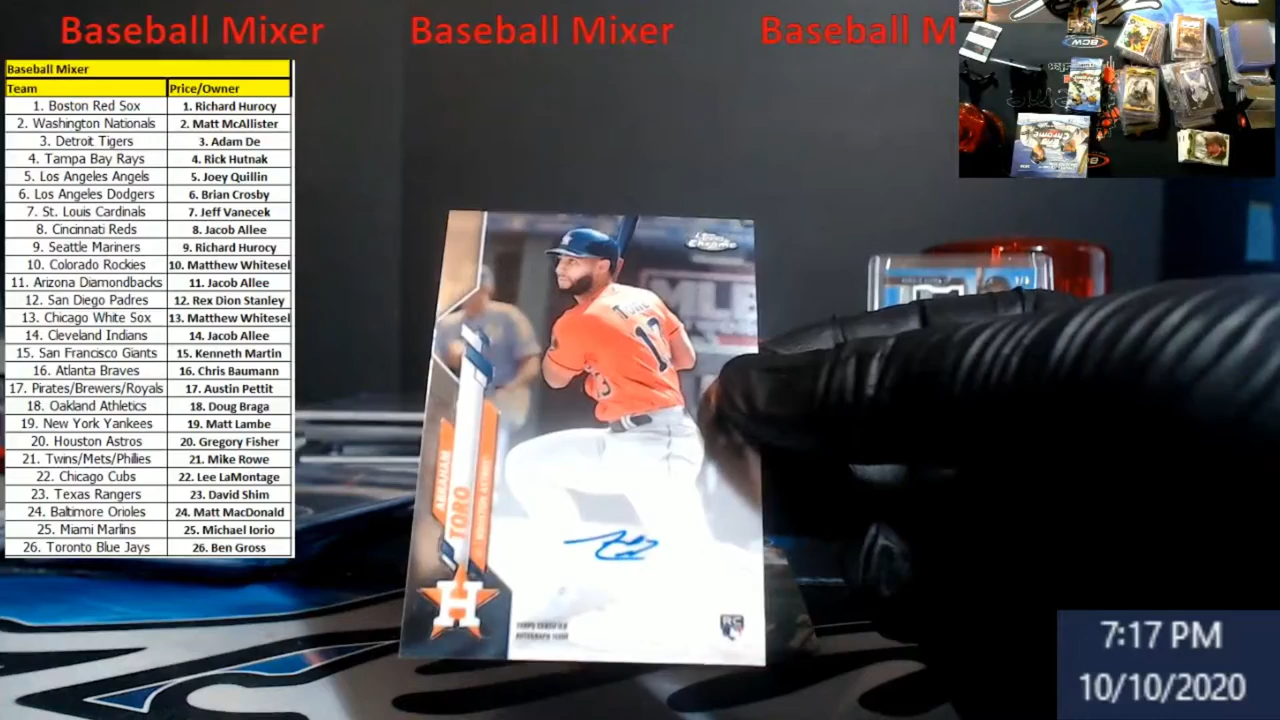 Baseball Mixer Baseball Mixer Baseball M
Baseball Mixer
Team Price/Owner
1. Boston Red Sox 1. Richard Hurocy
2. Washington Nationals 2. Matt McAllister
3. Detroit Tigers 3. Adam De
4. Tampa Bay Rays 4. Rick Hutnak
5. Los Angeles Angels 5. Joey Quillin
6. Los Angeles Dodgers 6. Brian Crosby
7. St. Louis Cardinals 7. Jeff Vanecek
8. Cincinnati Reds 8. Jacob Allee
9. Seattle Mariners 9. Richard Hurocy
10. Colorado Rockies 10. Matthew Whitesel
11. Arizona Diamondbacks 11. Jacob Allee
12. San Diego Padres 12. Rex Dion Stanley
13. Chicago White Sox 13. Matthew Whitesel
14. Cleveland Indians 14. Jacob Allee
15. San Francisco Giants 15. Kenneth Martin
16. Atlanta Braves 16. Chris Baumann
17. Pirates/Brewers/Royals 17. Austin Pettit
18. Oakland Athletics 18. Doug Braga
19. New York Yankees 19. Matt Lambe
20. Houston Astros 20. Gregory Fisher
21. Twins/Mets/Phillies 21. Mike Rowe
22. Chicago Cubs 22. Lee LaMontage
23. Texas Rangers 23. David Shim
24. Baltimore Orioles 24. Matt MacDonald
25. Miami Marlins 25. Michael Iorio
26. Toronto Blue Jays 26. Ben Gross
Chrome
13
ABRAHAM
TORO
HOUSTON ASTROS
H
TOPPS CERTIFIED
AUTOGRAPH ISSUE
RC
BCW
Chrome
7:17 PM
10/10/2020